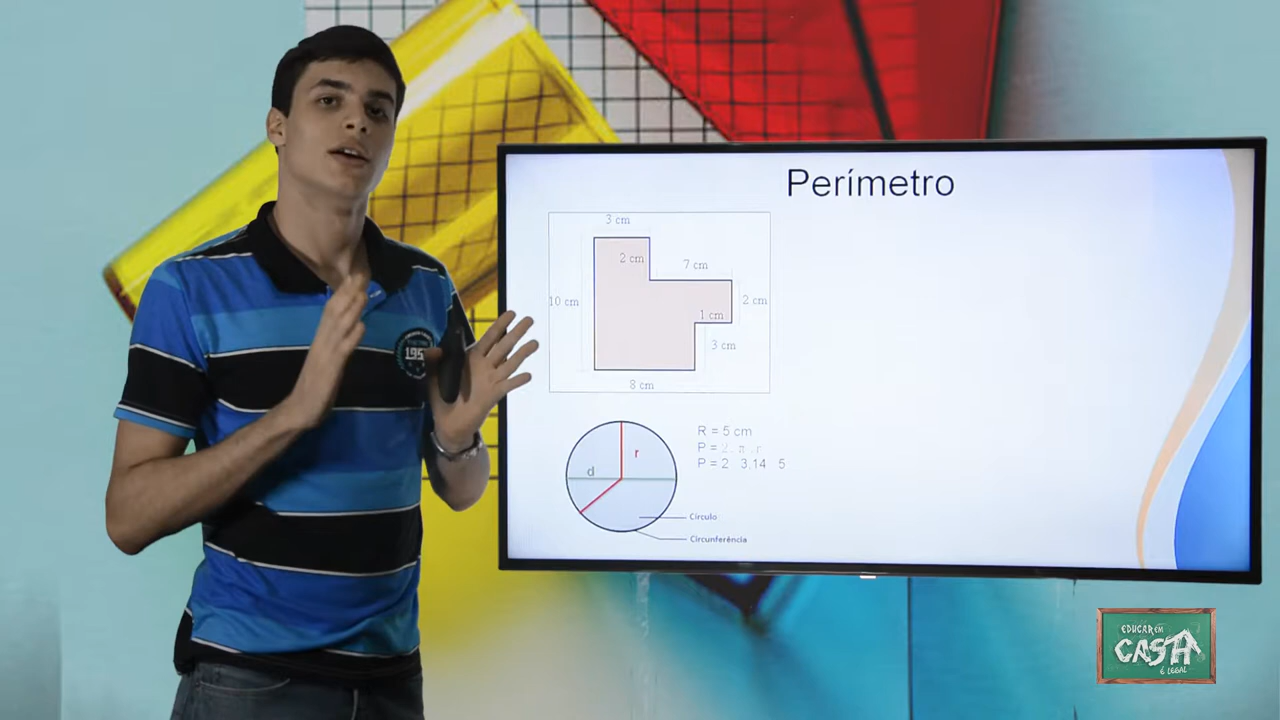 Perímetro
3 cm
2 cm
7 cm
10 cm
2 cm
1 cm
3 cm
8 cm
R = 5 cm
P = 2 . π . r
P = 2 3,14 5
r
d
Círculo
Circunferência
195
EDUCAR EM
CASA
É LEGAL